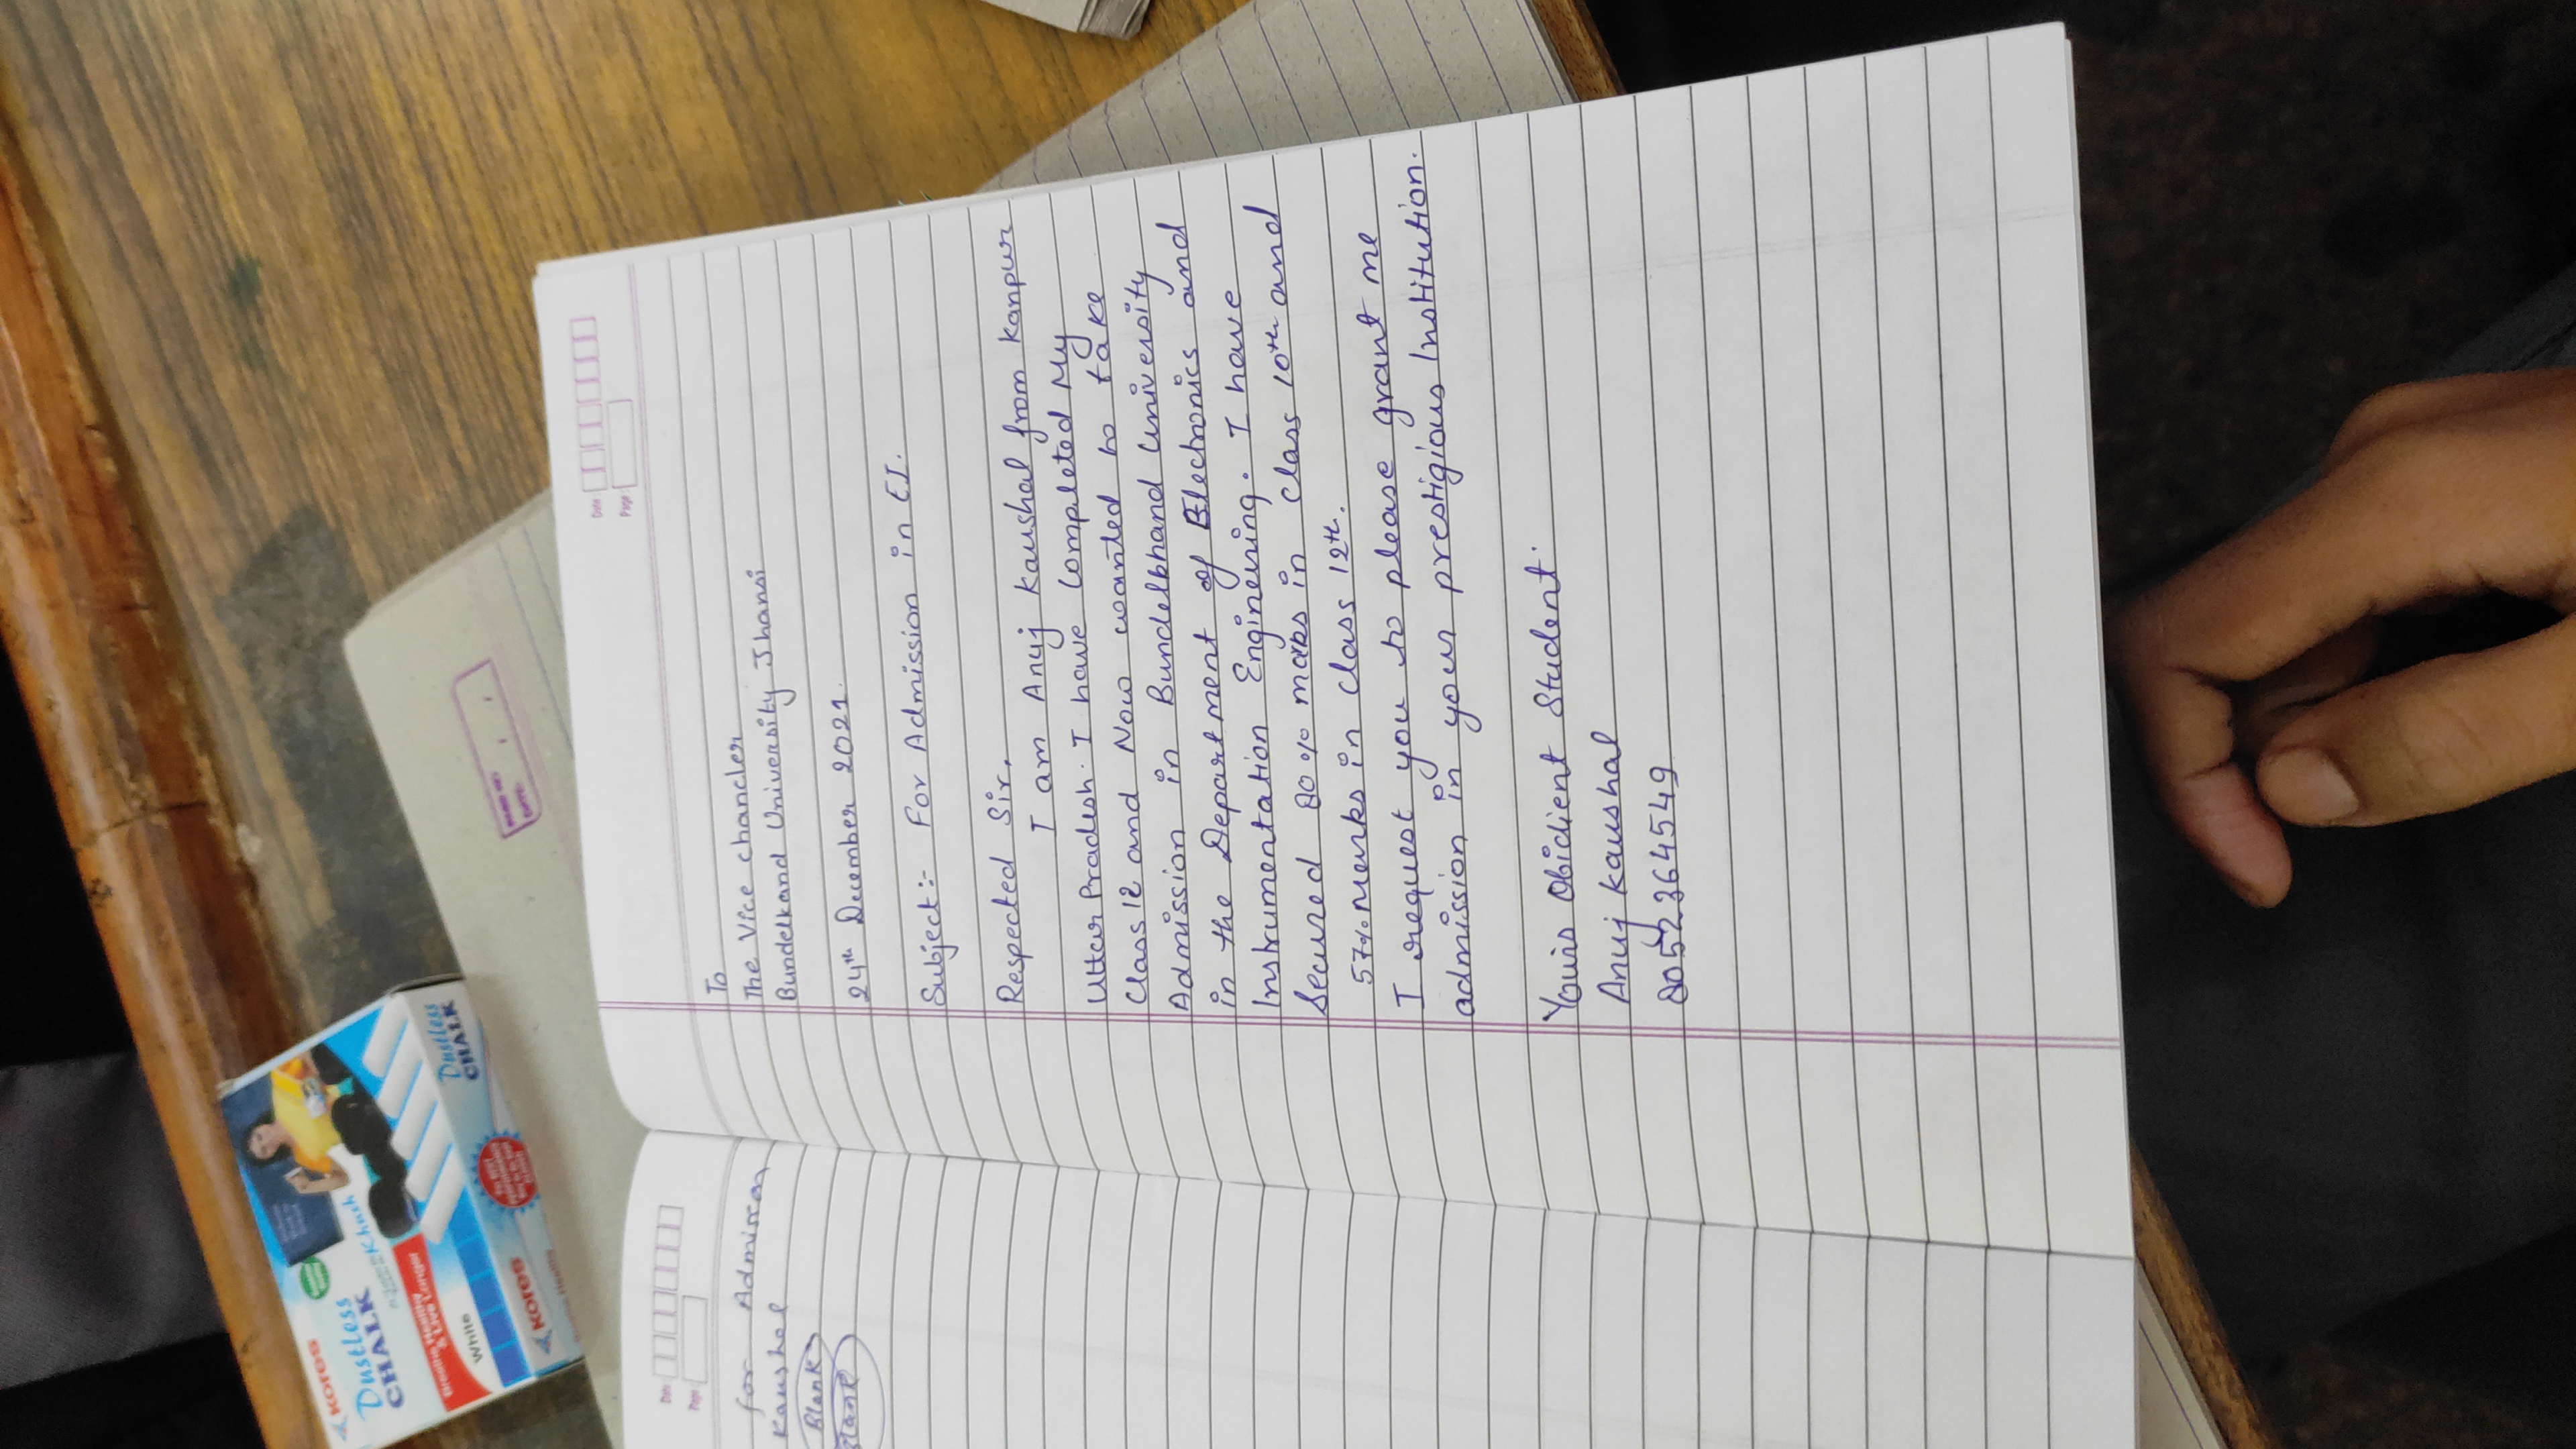 Kores
Dustless
CHALK
Khush
Breathe Healthy
& Live Longer
White
Dustless
CHALK
Kores
DATE:
Date
Page
for Admisson
Kaushal
Blank
Blank
Date
Page
To
The Vice chancler
Bundelkand University Jhansi
24th December 2021.
Subject:- For Admission in EI.
Respected Sir,
I am Anuj Kaushal from Kanpur
Uttar Pradesh. I have Completed My
Class 12 and Now wanted to take
Admission in Bundelkhand University
in the Department of Electronics and
Instrumentation Enginering. I have
Secured 80% marks in Class 10th and
57% Marks in Class 12th.
I request you to please grant me
admission in your prestigious Institution.
Yours Obidient Student.
Anuj Kaushal
8052364549